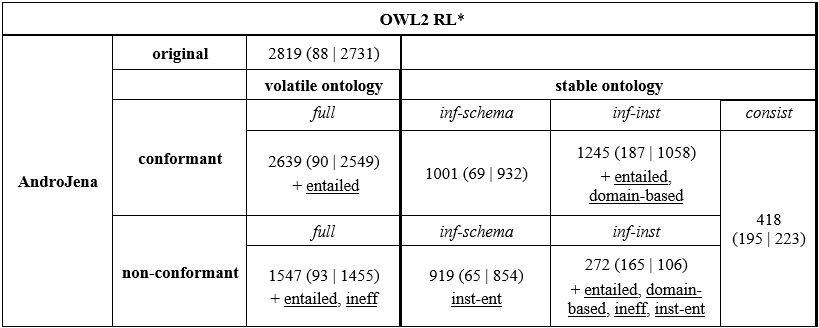 OWL2 RL*
original
2819 (88 | 2731)
volatile ontology
stable ontology
AndroJena
conformant
full
inf-schema
inf-inst
consist
2639 (90 | 2549)
+ entailed
1001 (69 | 932)
1245 (187 | 1058)
+ entailed,
domain-based
418
(195 | 223)
non-conformant
full
inf-schema
inf-inst
1547 (93 | 1455)
+ entailed, ineff
919 (65 | 854)
inst-ent
272 (165 | 106)
+ entailed, domain-
based, ineff, inst-ent